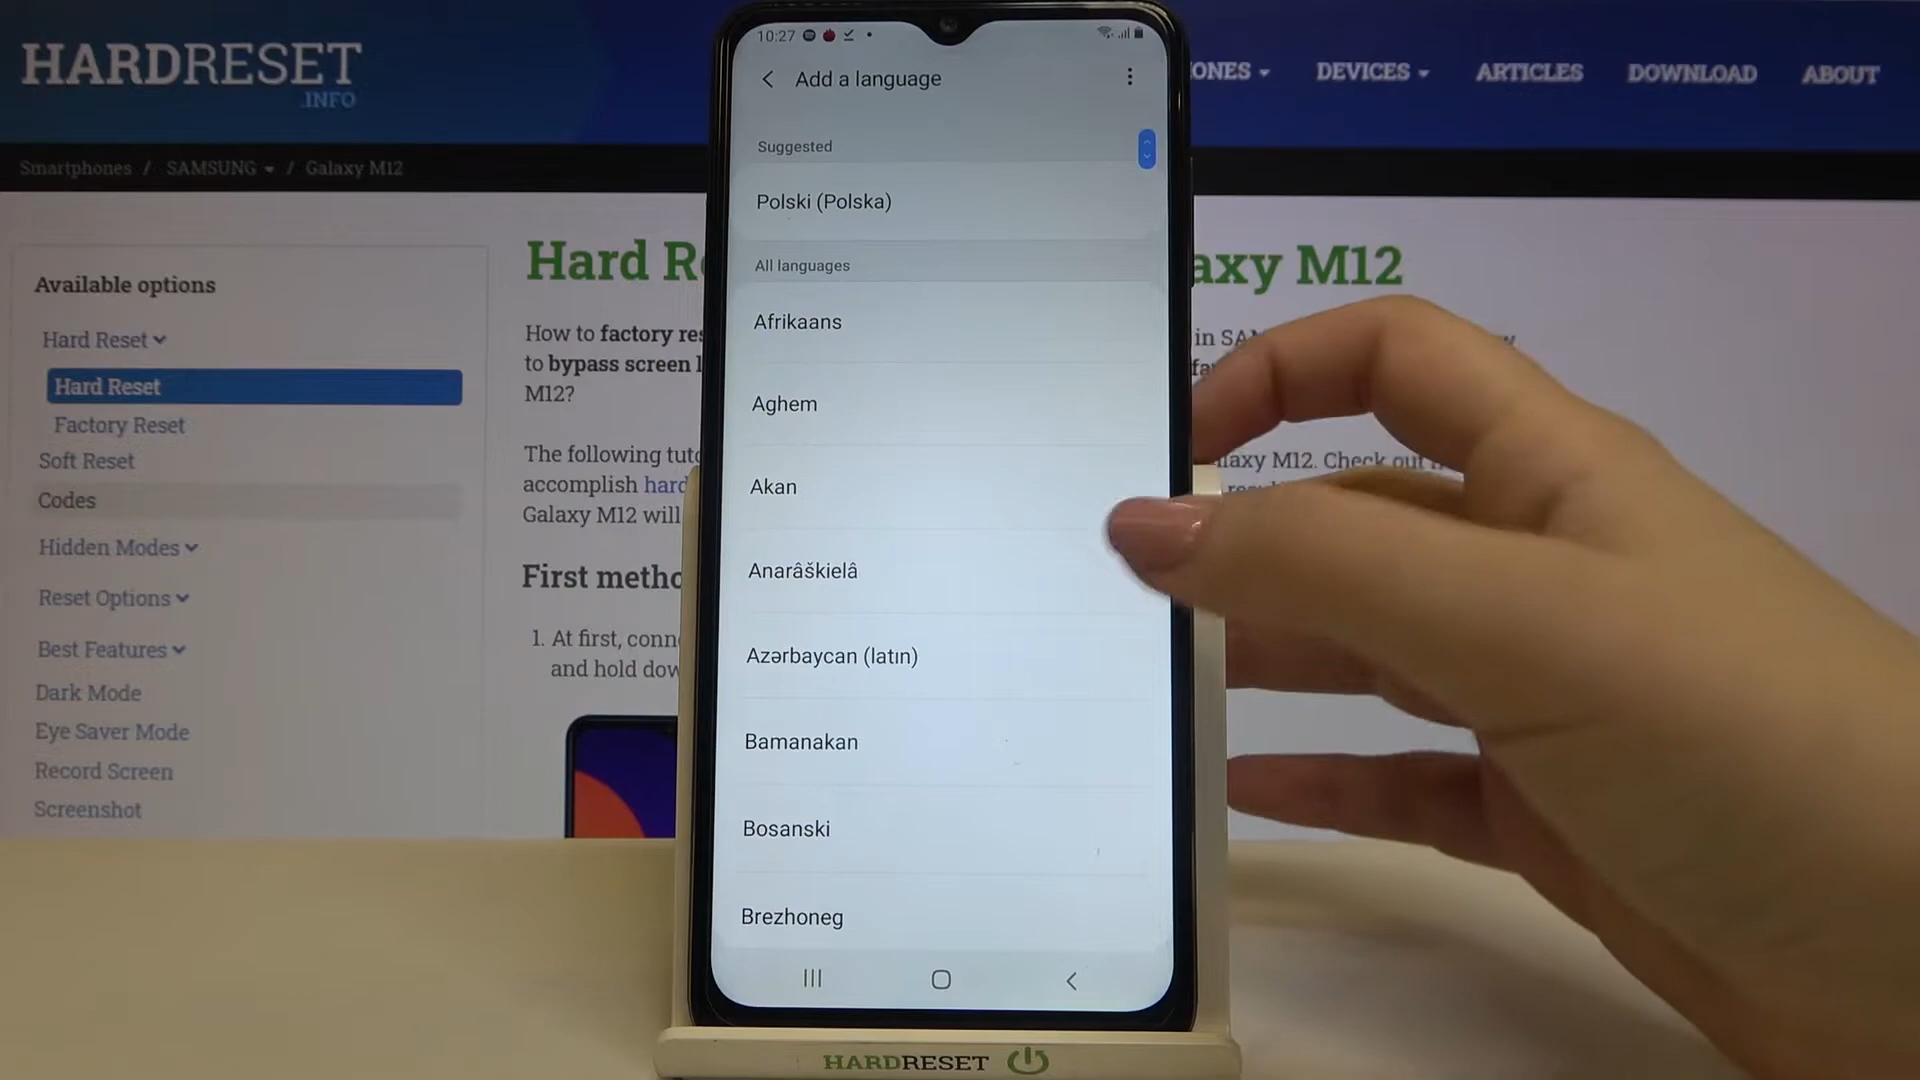 HARDRESET
.INFO
ONES
DEVICES
ARTICLES
DOWNLOAD
ABOUT
Smartphones / SAMSUNG / Galaxy M12
Available options
Hard Reset
Hard Reset
Factory Reset
Soft Reset
Codes
Hidden Modes
Reset Options
Best Features
Dark Mode
Eye Saver Mode
Record Screen
Screenshot
Hard R
axy M12
How to factory res
to bypass screen l
M12?
in SA
The following tuto
accomplish hard
Galaxy M12 will
alaxy M12. Check out
First metho
1. At first, conn
and hold dow
10:27
Add a language
Suggested
Polski (Polska)
All languages
Afrikaans
Aghem
Akan
Anarâškielâ
Azərbaycan (latın)
Bamanakan
Bosanski
Brezhoneg
HARDRESET